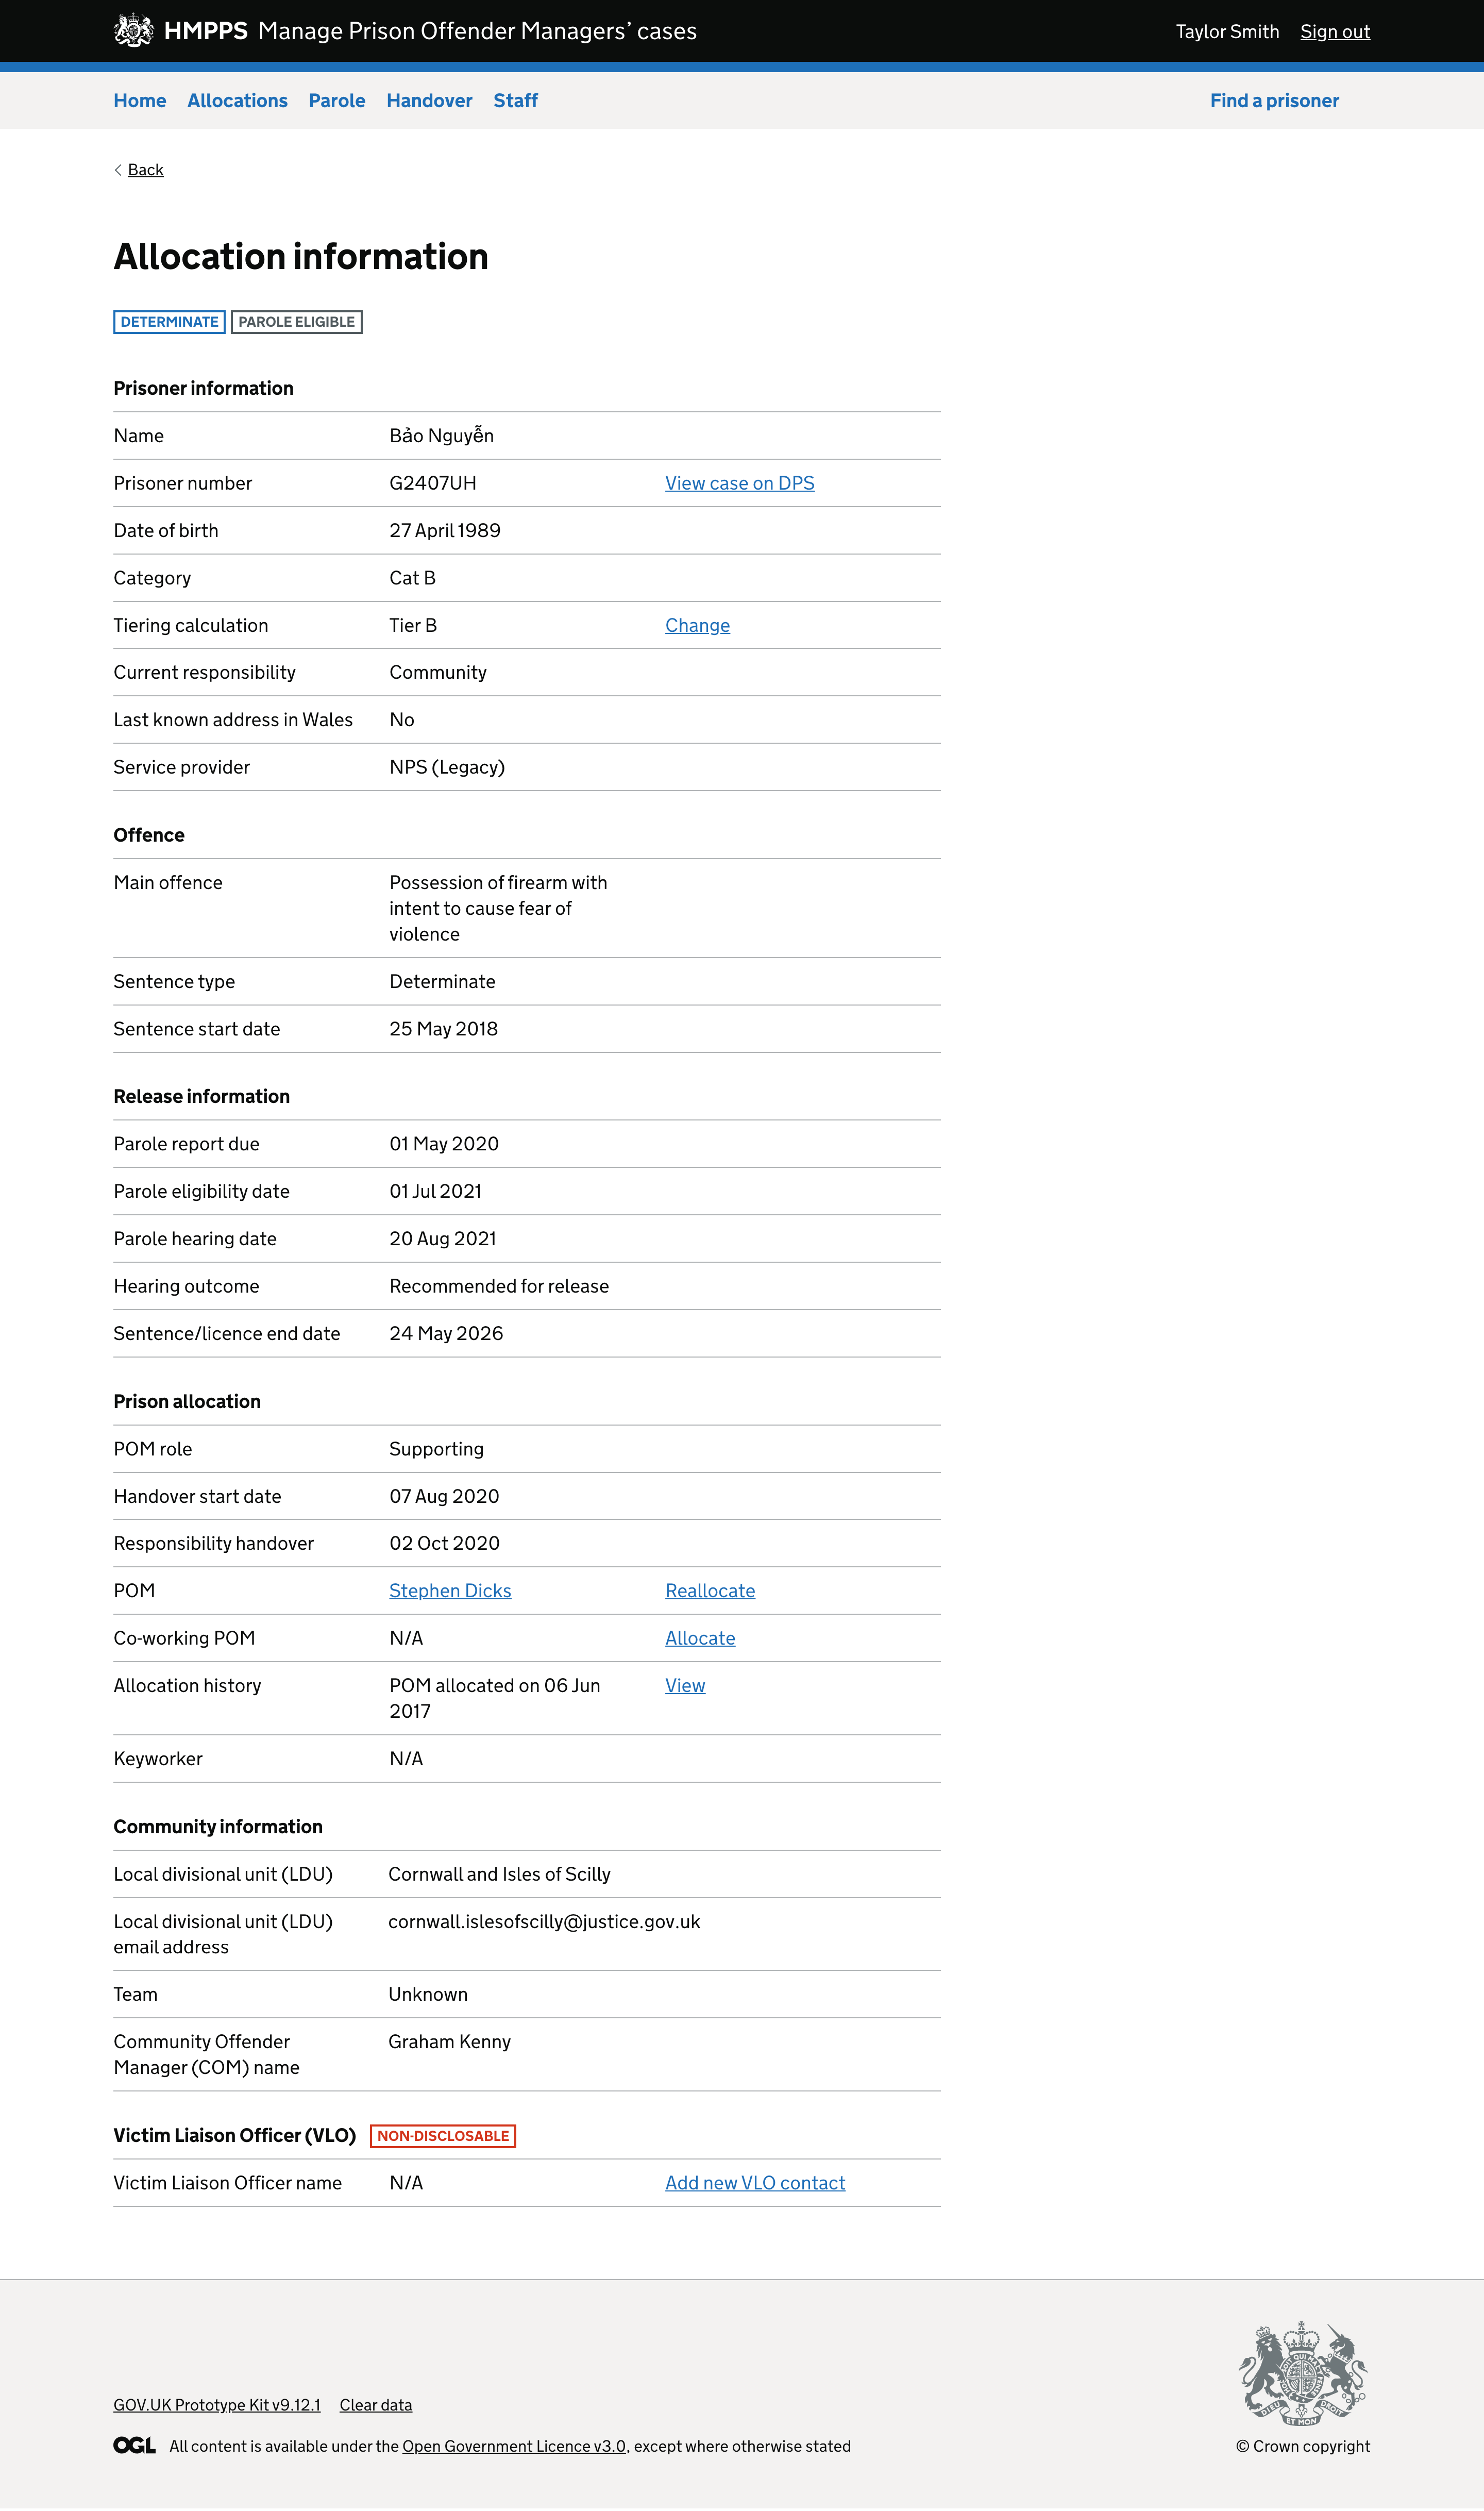 HMPPS Manage Prison Offender Managers’ cases Taylor Smith Sign out
Home Allocations Parole Handover Staff Find a prisoner
Back
Allocation information
DETERMINATE PAROLE ELIGIBLE
Prisoner information
Name Bảo Nguyễn
Prisoner number G2407UH View case on DPS
Date of birth 27 April 1989
Category Cat B
Tiering calculation Tier B Change
Current responsibility Community
Last known address in Wales No
Service provider NPS (Legacy)
Offence
Main offence Possession of firearm with
intent to cause fear of
violence
Sentence type Determinate
Sentence start date 25 May 2018
Release information
Parole report due 01 May 2020
Parole eligibility date 01 Jul 2021
Parole hearing date 20 Aug 2021
Hearing outcome Recommended for release
Sentence/licence end date 24 May 2026
Prison allocation
POM role Supporting
Handover start date 07 Aug 2020
Responsibility handover 02 Oct 2020
POM Stephen Dicks Reallocate
Co-working POM N/A Allocate
Allocation history POM allocated on 06 Jun View
2017
Keyworker N/A
Community information
Local divisional unit (LDU) Cornwall and Isles of Scilly
Local divisional unit (LDU) cornwall.islesofscilly@justice.gov.uk
email address
Team Unknown
Community Offender Graham Kenny
Manager (COM) name
Victim Liaison Officer (VLO) NON-DISCLOSABLE
Victim Liaison Officer name N/A Add new VLO contact
GOV.UK Prototype Kit v9.12.1 Clear data
DIEU ET MON DROIT
OGL All content is available under the Open Government Licence v3.0, except where otherwise stated © Crown copyright